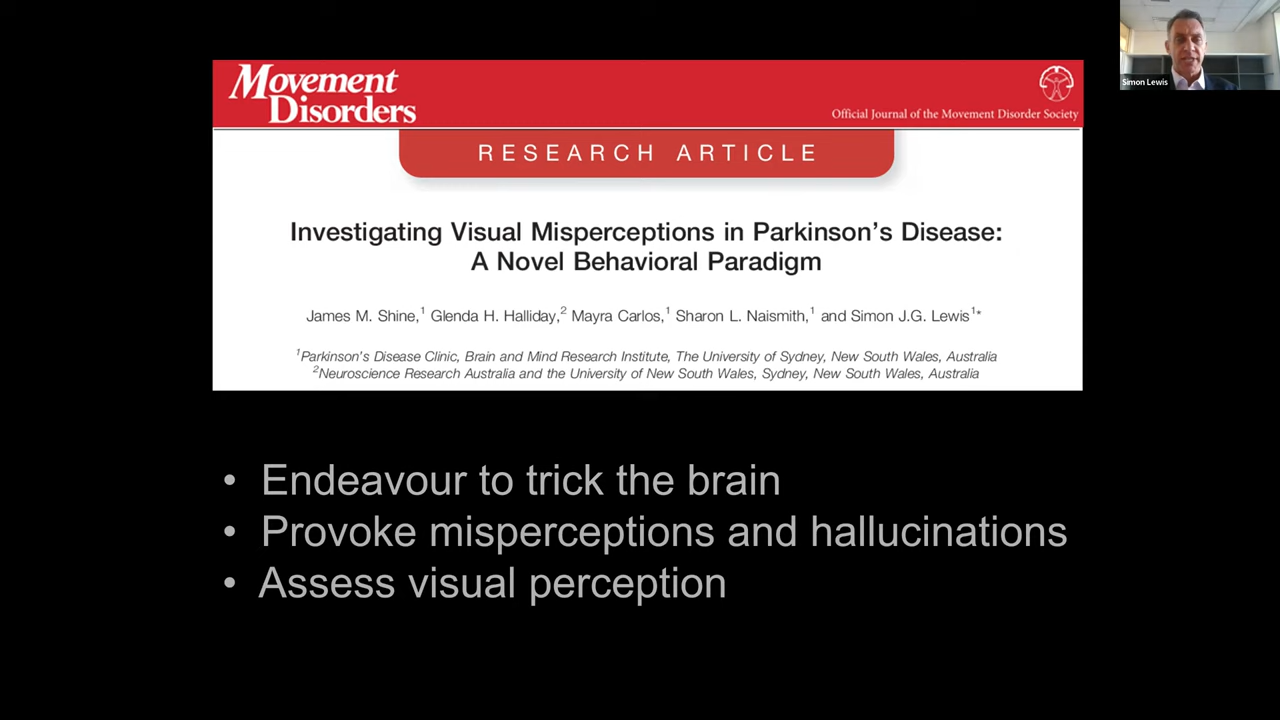 Movement
Disorders
Official Journal of the Movement Disorder Society
RESEARCH ARTICLE
Investigating Visual Misperceptions in Parkinson's Disease:
A Novel Behavioral Paradigm
James M. Shine,1 Glenda H. Halliday,2 Mayra Carlos,1 Sharon L. Naismith,1 and Simon J.G. Lewis1*
1Parkinson's Disease Clinic, Brain and Mind Research Institute, The University of Sydney, New South Wales, Australia
2Neuroscience Research Australia and the University of New South Wales, Sydney, New South Wales, Australia
• Endeavour to trick the brain
• Provoke misperceptions and hallucinations
• Assess visual perception
Simon Lewis